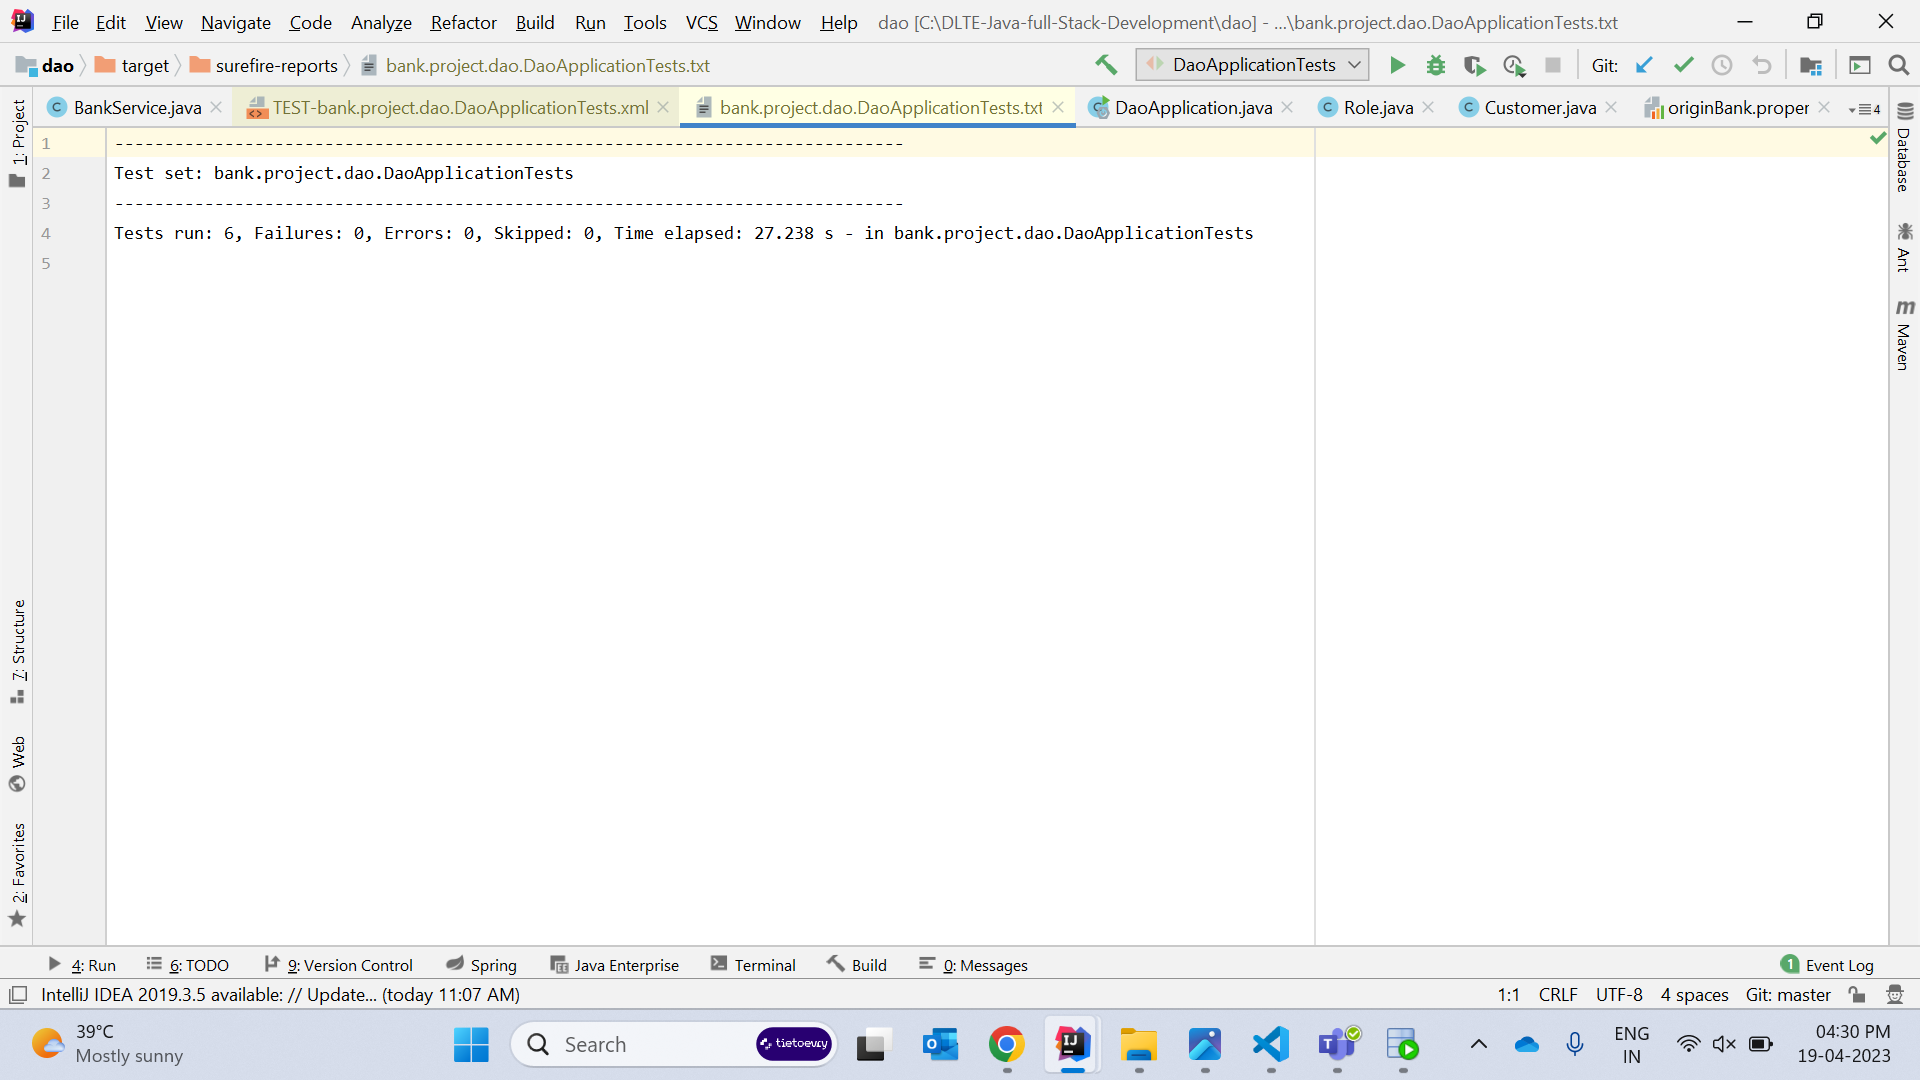 File Edit View Navigate Code Analyze Refactor Build Run Tools VCS Window Help dao [C:\DLTE-Java-full-Stack-Development\dao] - ...\bank.project.dao.DaoApplicationTests.txt
dao target surefire-reports bank.project.dao.DaoApplicationTests.txt DaoApplicationTests Git:
BankService.java TEST-bank.project.dao.DaoApplicationTests.xml bank.project.dao.DaoApplicationTests.txt DaoApplication.java Role.java Customer.java originBank.proper 4
1: Project
Database
Ant
Maven
1 -------------------------------------------------------------------------------
2 Test set: bank.project.dao.DaoApplicationTests
3 -------------------------------------------------------------------------------
4 Tests run: 6, Failures: 0, Errors: 0, Skipped: 0, Time elapsed: 27.238 s - in bank.project.dao.DaoApplicationTests
5
7: Structure
Web
2: Favorites
4: Run 6: TODO 9: Version Control Spring Java Enterprise Terminal Build 0: Messages 1 Event Log
IntelliJ IDEA 2019.3.5 available: // Update... (today 11:07 AM) 1:1 CRLF UTF-8 4 spaces Git: master
39°C
Mostly sunny
Search tietoevry
ENG
IN
04:30 PM
19-04-2023